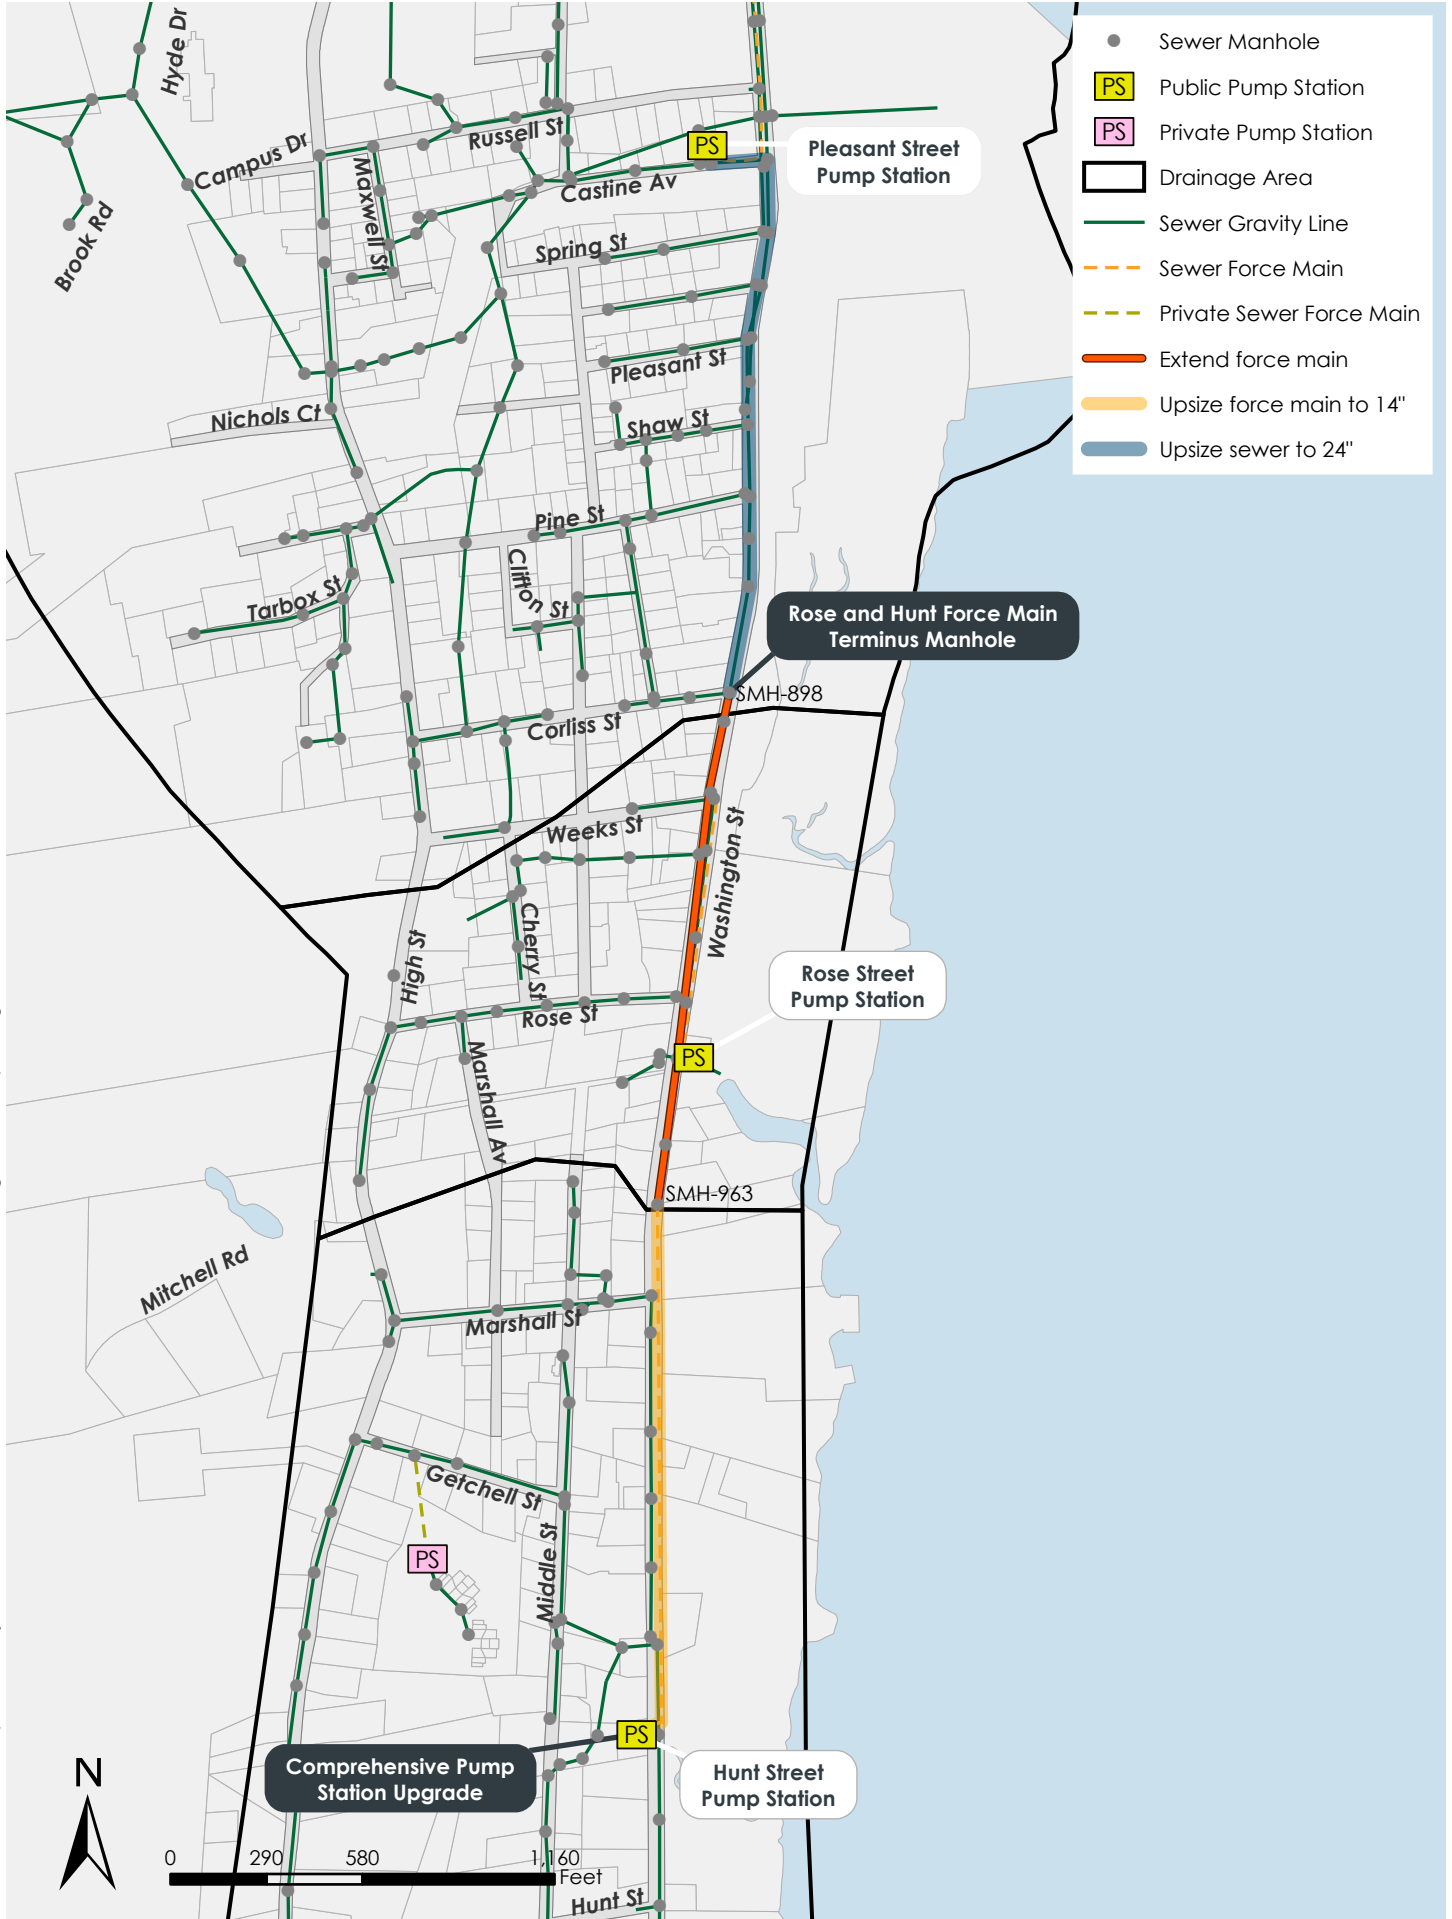 Hyde Dr
Sewer Manhole
PS
Public Pump Station
PS
Private Pump Station
Drainage Area
Sewer Gravity Line
Sewer Force Main
Private Sewer Force Main
Extend force main
Upsize force main to 14"
Upsize sewer to 24"
Russell St
Campus Dr
PS
Pleasant Street
Pump Station
Maxwell St
Castine Av
Brook Rd
Spring St
Pleasant St
Nichols Ct
Shaw St
Pine St
Clifton St
Tarbox St
Rose and Hunt Force Main
Terminus Manhole
SMH-898
Corliss St
Weeks St
Washington St
Cherry St
High St
Rose Street
Pump Station
Rose St
PS
Marshall Av
SMH-963
Mitchell Rd
Marshall St
Getchell St
Middle St
PS
PS
Comprehensive Pump
Station Upgrade
Hunt Street
Pump Station
N
0 290 580 1,160
Feet
Hunt St